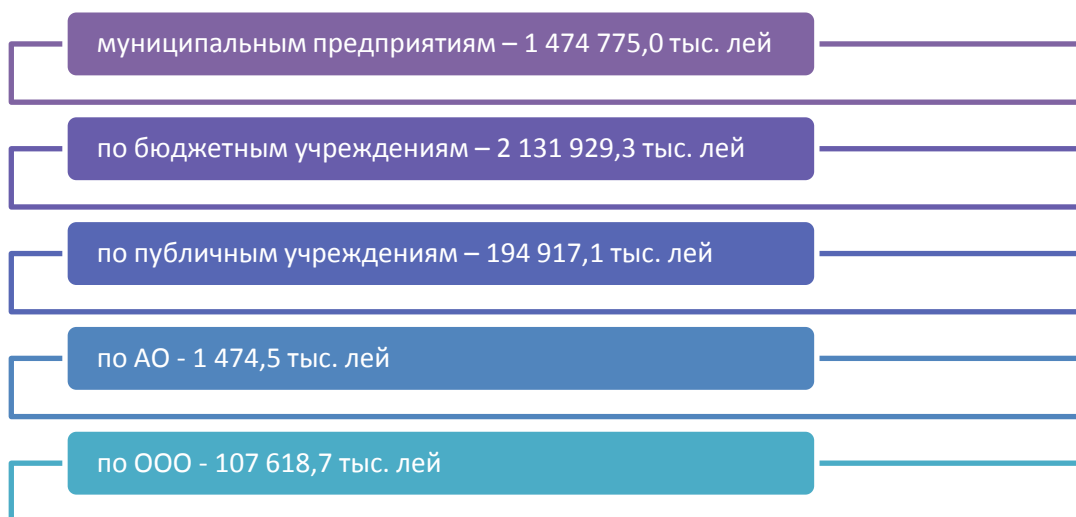 муниципальным предприятиям – 1 474 775,0 тыс. лей
по бюджетным учреждениям – 2 131 929,3 тыс. лей
по публичным учреждениям – 194 917,1 тыс. лей
по АО - 1 474,5 тыс. лей
по ООО - 107 618,7 тыс. лей